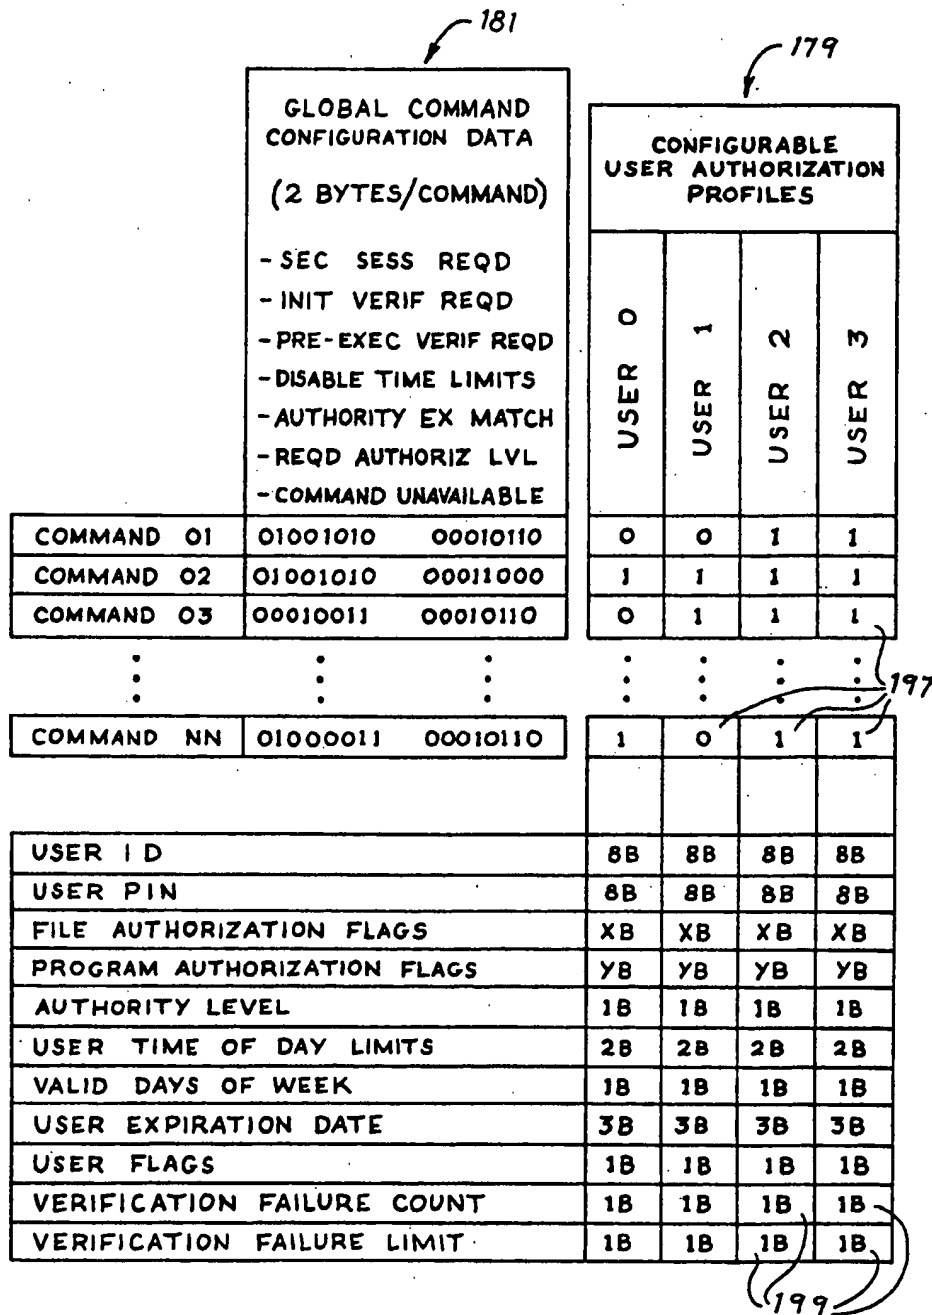 181
179
GLOBAL COMMAND
CONFIGURATION DATA
(2 BYTES/COMMAND)
- SEC SESS REQD
- INIT VERIF REQD
- PRE-EXEC VERIF REQD
- DISABLE TIME LIMITS
- AUTHORITY EX MATCH
- REQD AUTHORIZ LVL
- COMMAND UNAVAILABLE
CONFIGURABLE
USER AUTHORIZATION
PROFILES
USER 0
USER 1
USER 2
USER 3
COMMAND 01 01001010 00010110 0 0 1 1
COMMAND 02 01001010 00011000 1 1 1 1
COMMAND 03 00010011 00010110 0 1 1 1
197
COMMAND NN 01000011 00010110 1 0 1 1
USER ID 8B 8B 8B 8B
USER PIN 8B 8B 8B 8B
FILE AUTHORIZATION FLAGS XB XB XB XB
PROGRAM AUTHORIZATION FLAGS YB YB YB YB
AUTHORITY LEVEL 1B 1B 1B 1B
USER TIME OF DAY LIMITS 2B 2B 2B 2B
VALID DAYS OF WEEK 1B 1B 1B 1B
USER EXPIRATION DATE 3B 3B 3B 3B
USER FLAGS 1B 1B 1B 1B
VERIFICATION FAILURE COUNT 1B 1B 1B 1B
VERIFICATION FAILURE LIMIT 1B 1B 1B 1B
199